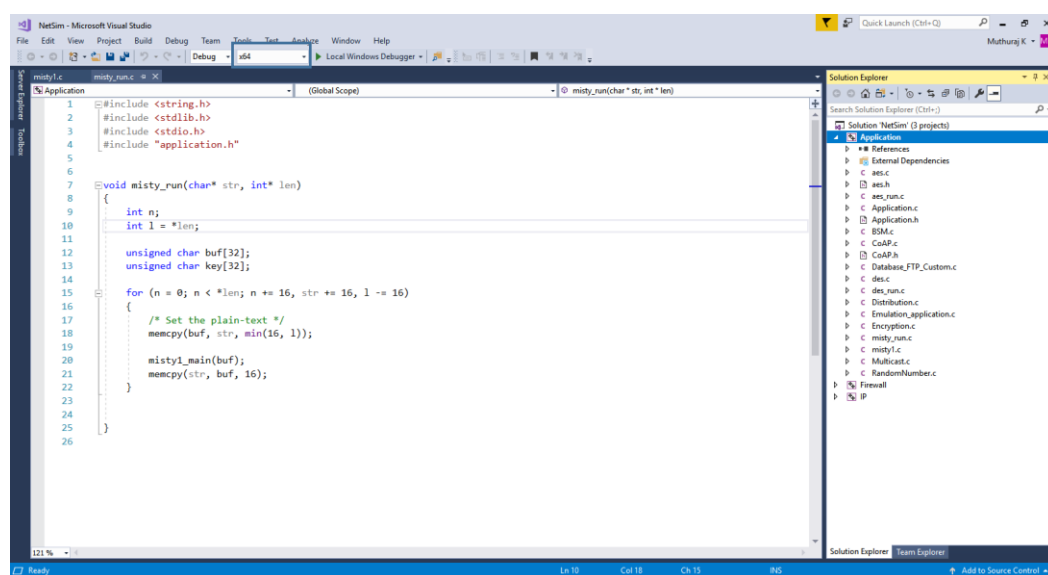 NetSim - Microsoft Visual Studio
Quick Launch (Ctrl+Q)
File Edit View Project Build Debug Team Tools Test Analyze Window Help
Muthuraj K
Debug x64 Local Windows Debugger
Server Explorer
Toolbox
misty1.c misty_run.c
Application (Global Scope) misty_run(char * str, int * len)
1 #include <string.h>
2 #include <stdlib.h>
3 #include <stdio.h>
4 #include "application.h"
5
6
7 void misty_run(char* str, int* len)
8 {
9 int n;
10 int l = *len;
11
12 unsigned char buf[32];
13 unsigned char key[32];
14
15 for (n = 0; n < *len; n += 16, str += 16, l -= 16)
16 {
17 /* Set the plain-text */
18 memcpy(buf, str, min(16, l));
19
20 misty1_main(buf);
21 memcpy(str, buf, 16);
22 }
23
24
25 }
26
121 %
Solution Explorer
Search Solution Explorer (Ctrl+;)
Solution 'NetSim' (3 projects)
Application
References
External Dependencies
C aes.c
aes.h
C aes_run.c
C Application.c
Application.h
C BSM.c
C CoAP.c
CoAP.h
C Database_FTP_Custom.c
C des.c
C des_run.c
C Distribution.c
C Emulation_application.c
C Encryption.c
C misty_run.c
C misty1.c
C Multicast.c
C RandomNumber.c
Firewall
IP
Solution Explorer Team Explorer
Ready Ln 10 Col 18 Ch 15 INS Add to Source Control